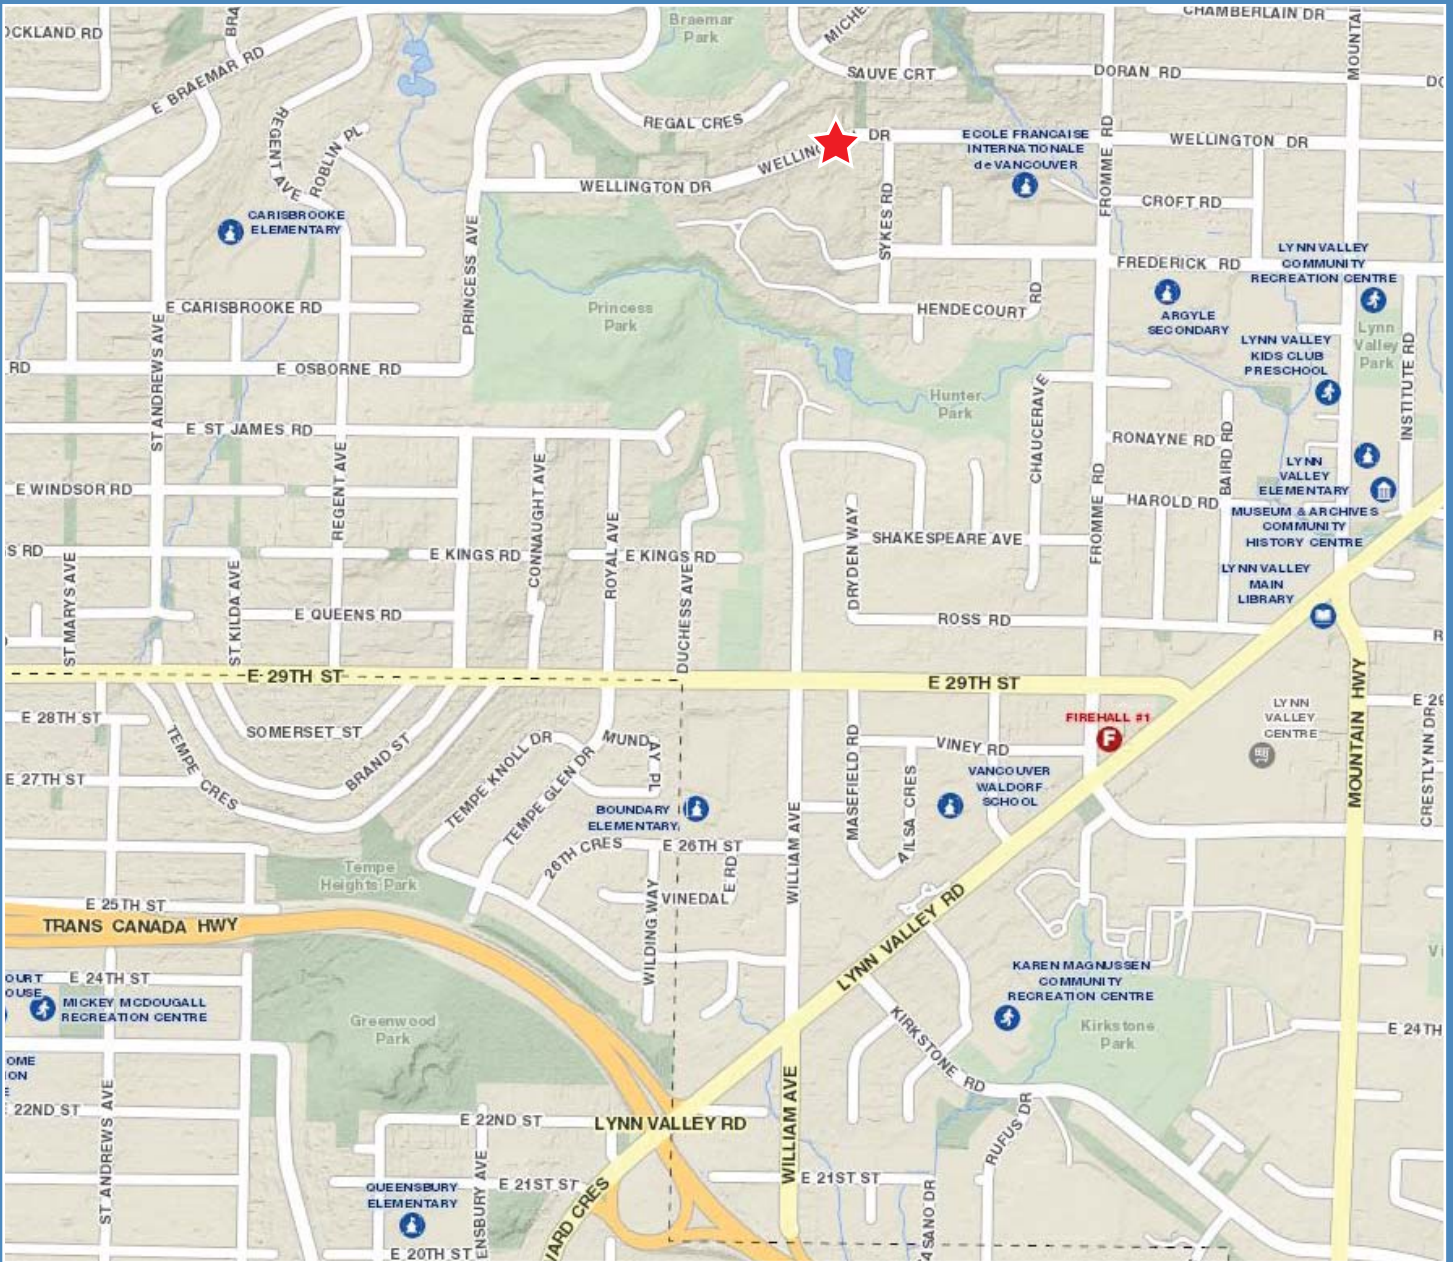 CHAMBERLAIN DR
Braemar
Park
E BRAEMAR RD
SAUVE CRT
DORAN RD
REGAL CRES
REGENT AVE
ROBLIN PL
DR
WELLINGTON DR
WELLINGTON DR
ECOLE FRANCAISE
INTERNATIONALE
de VANCOUVER
FROMME RD
CROFT RD
SYKES RD
CARISBROOKE
ELEMENTARY
PRINCESS AVE
LYNN VALLEY
COMMUNITY
RECREATION CENTRE
FREDERICK RD
E CARISBROOKE RD
Princess
Park
HENDECOURT
RD
ARGYLE
SECONDARY
Lynn
Valley
Park
LYNN VALLEY
KIDS CLUB
PRESCHOOL
INSTITUTE RD
ST ANDREWS AVE
RD
E OSBORNE RD
Hunter
Park
CHAUCER AVE
E ST JAMES RD
RONAYNE RD
BAIRD RD
REGENT AVE
E WINDSOR RD
CONNAUGHT AVE
LYNN
VALLEY
ELEMENTARY
HAROLD RD
MUSEUM & ARCHIVES
COMMUNITY
HISTORY CENTRE
FROMME RD
DRYDEN WAY
SHAKESPEARE AVE
S RD
E KINGS RD
E KINGS RD
ROYAL AVE
DUCHESS AVE
LYNN VALLEY
MAIN
LIBRARY
ST MARYS AVE
ST KILDA AVE
E QUEENS RD
ROSS RD
E 29TH ST
E 29TH ST
MOUNTAIN HWY
E 28TH ST
SOMERSET ST
FIREHALL #1
F
LYNN
VALLEY
CENTRE
CRESTLYNN DR
TEMPE CRES
BRAND ST
TEMPE KNOLL DR
TEMPE GLEN DR
MUND
AY PL
MASEFIELD RD
VINEY RD
AILSA CRES
VANCOUVER
WALDORF
SCHOOL
E 27TH ST
BOUNDARY
ELEMENTARY
26TH CRES
E 26TH ST
WILLIAM AVE
Tempe
Heights Park
VINEDAL
E RD
WILDING WAY
E 25TH ST
TRANS CANADA HWY
LYNN VALLEY RD
E 24TH ST
MICKEY MCDOUGALL
RECREATION CENTRE
KAREN MAGNUSSEN
COMMUNITY
RECREATION CENTRE
Greenwood
Park
KIRKSTONE RD
Kirkstone
Park
E 24TH
22ND ST
E 22ND ST
LYNN VALLEY RD
WILLIAM AVE
RUFUS DR
ST ANDREWS AVE
QUEENSBURY
ELEMENTARY
ENSBURY AVE
E 21ST ST
E 21ST ST
E 20TH ST